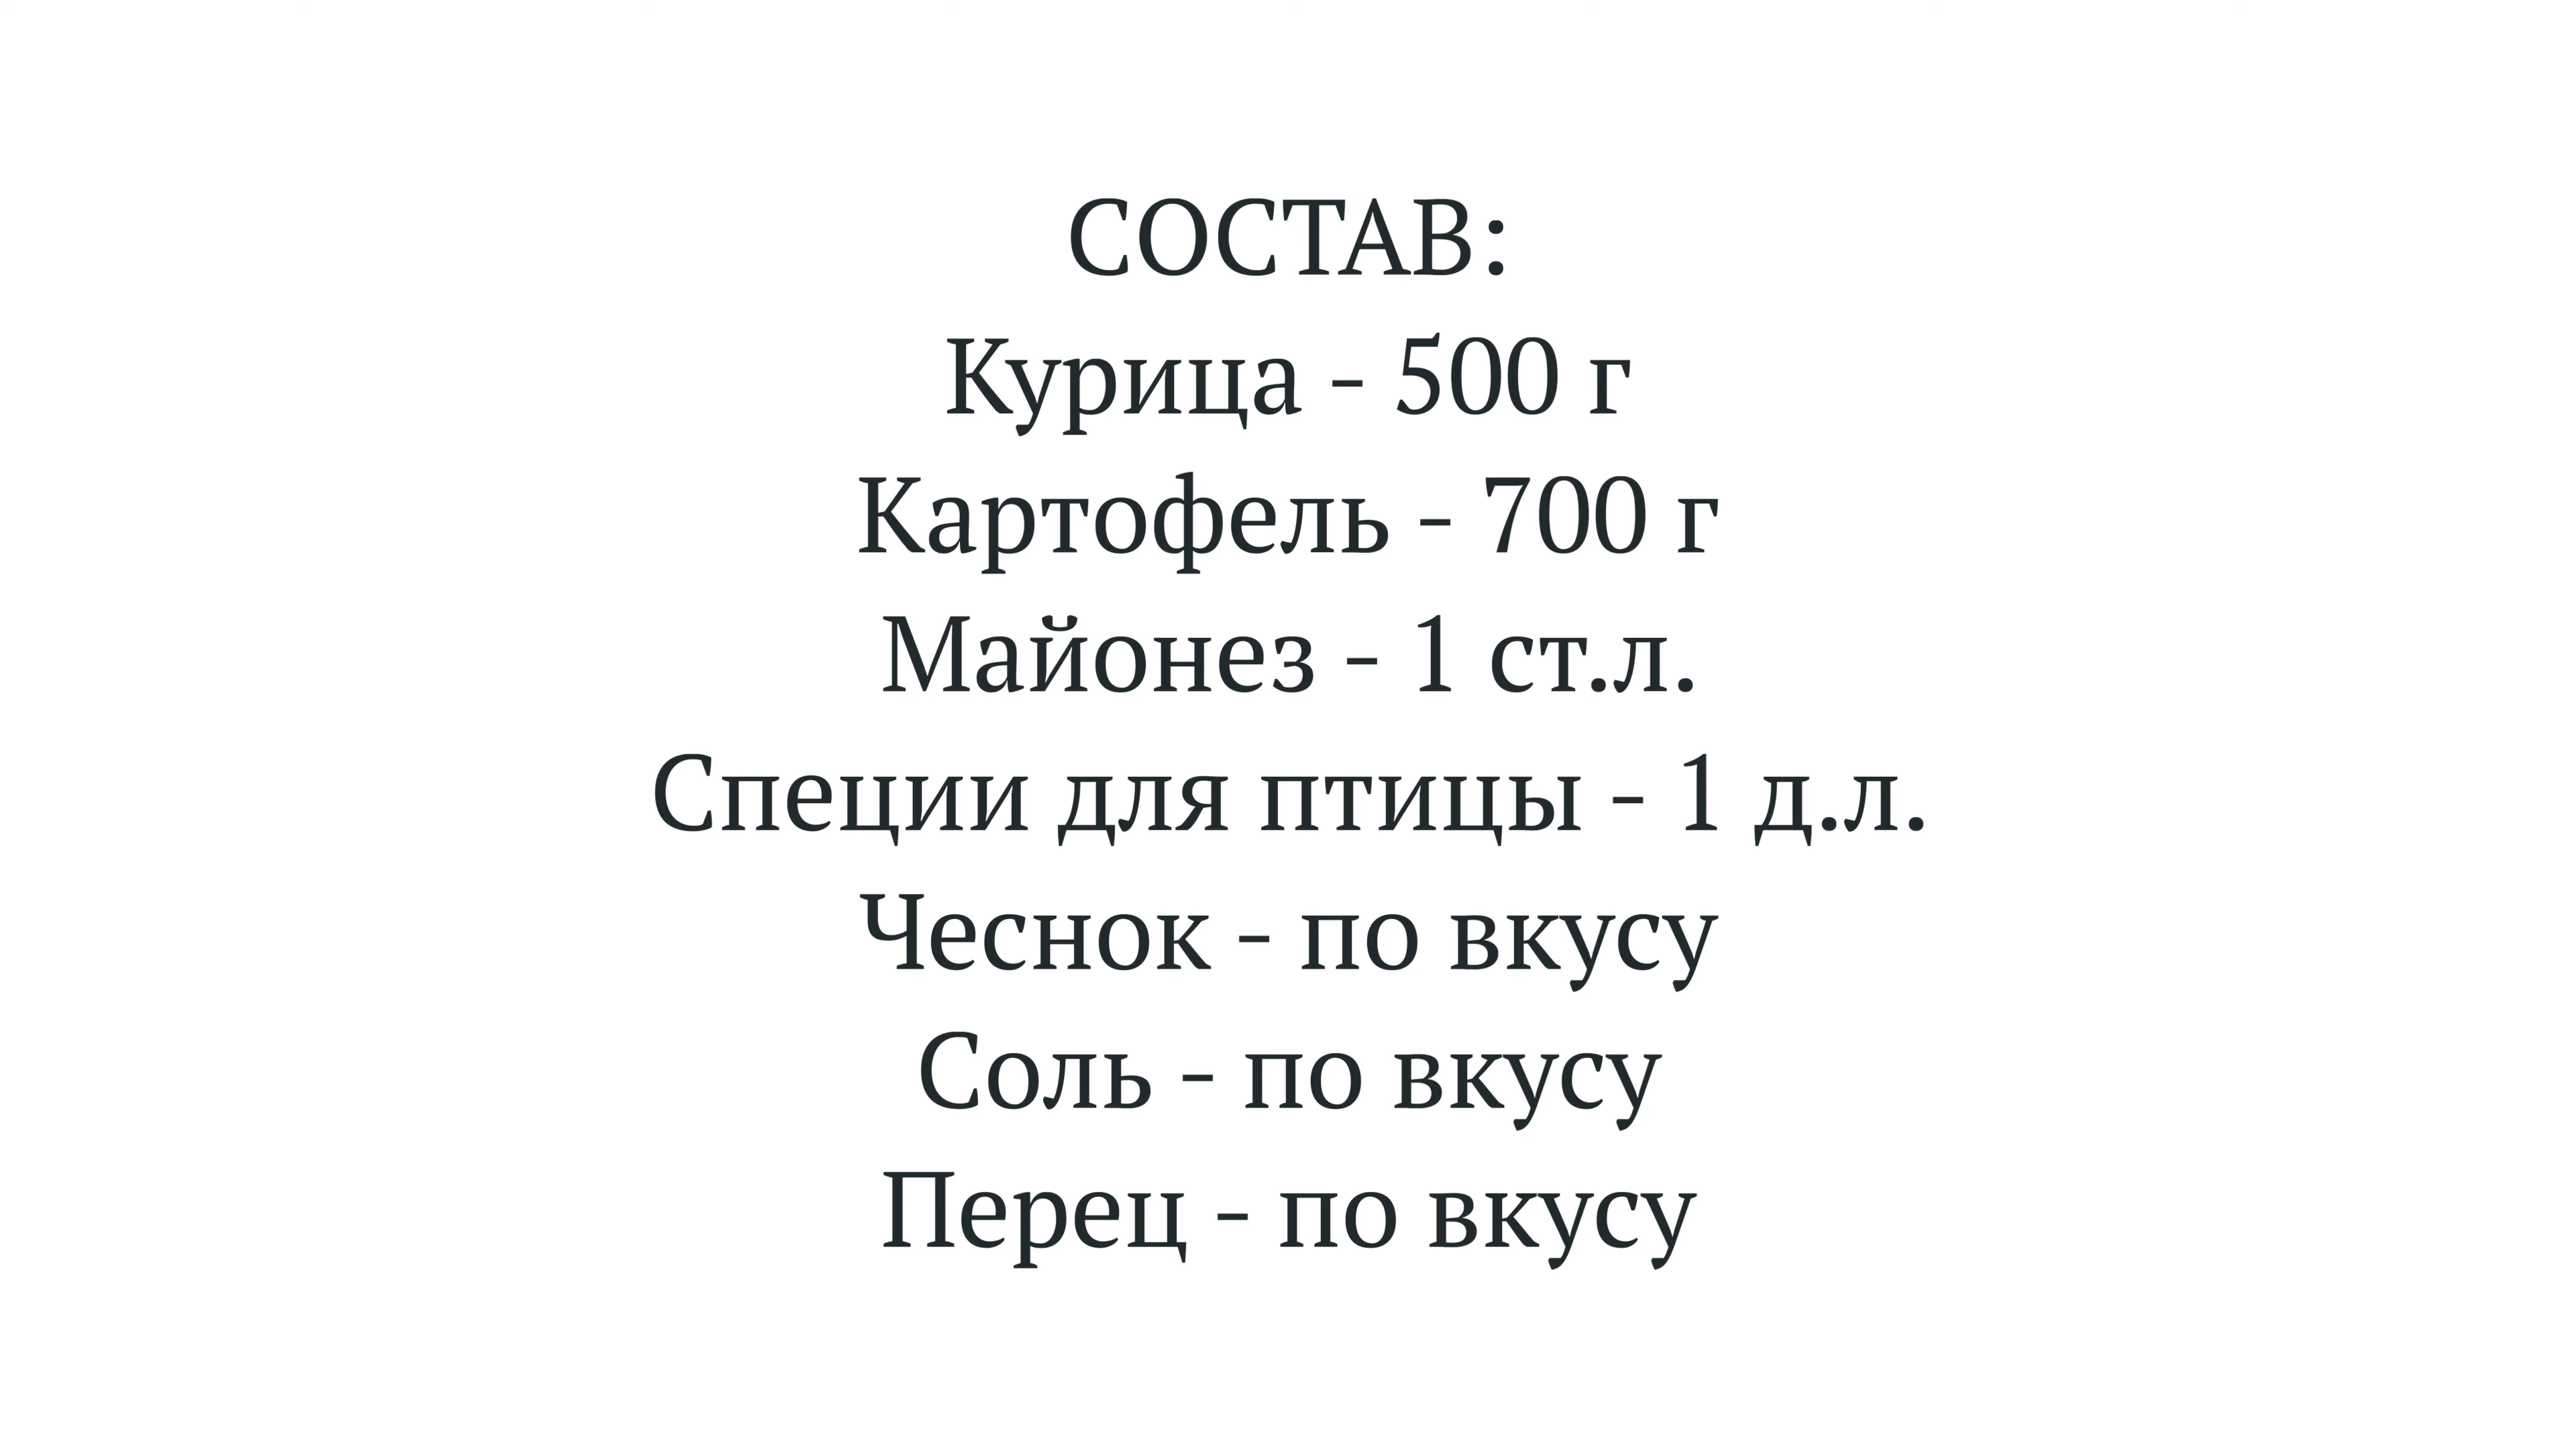 СОСТАВ:
Курица - 500 г
Картофель - 700 г
Майонез - 1 ст.л.
Специи для птицы - 1 д.л.
Чеснок - по вкусу
Соль - по вкусу
Перец - по вкусу